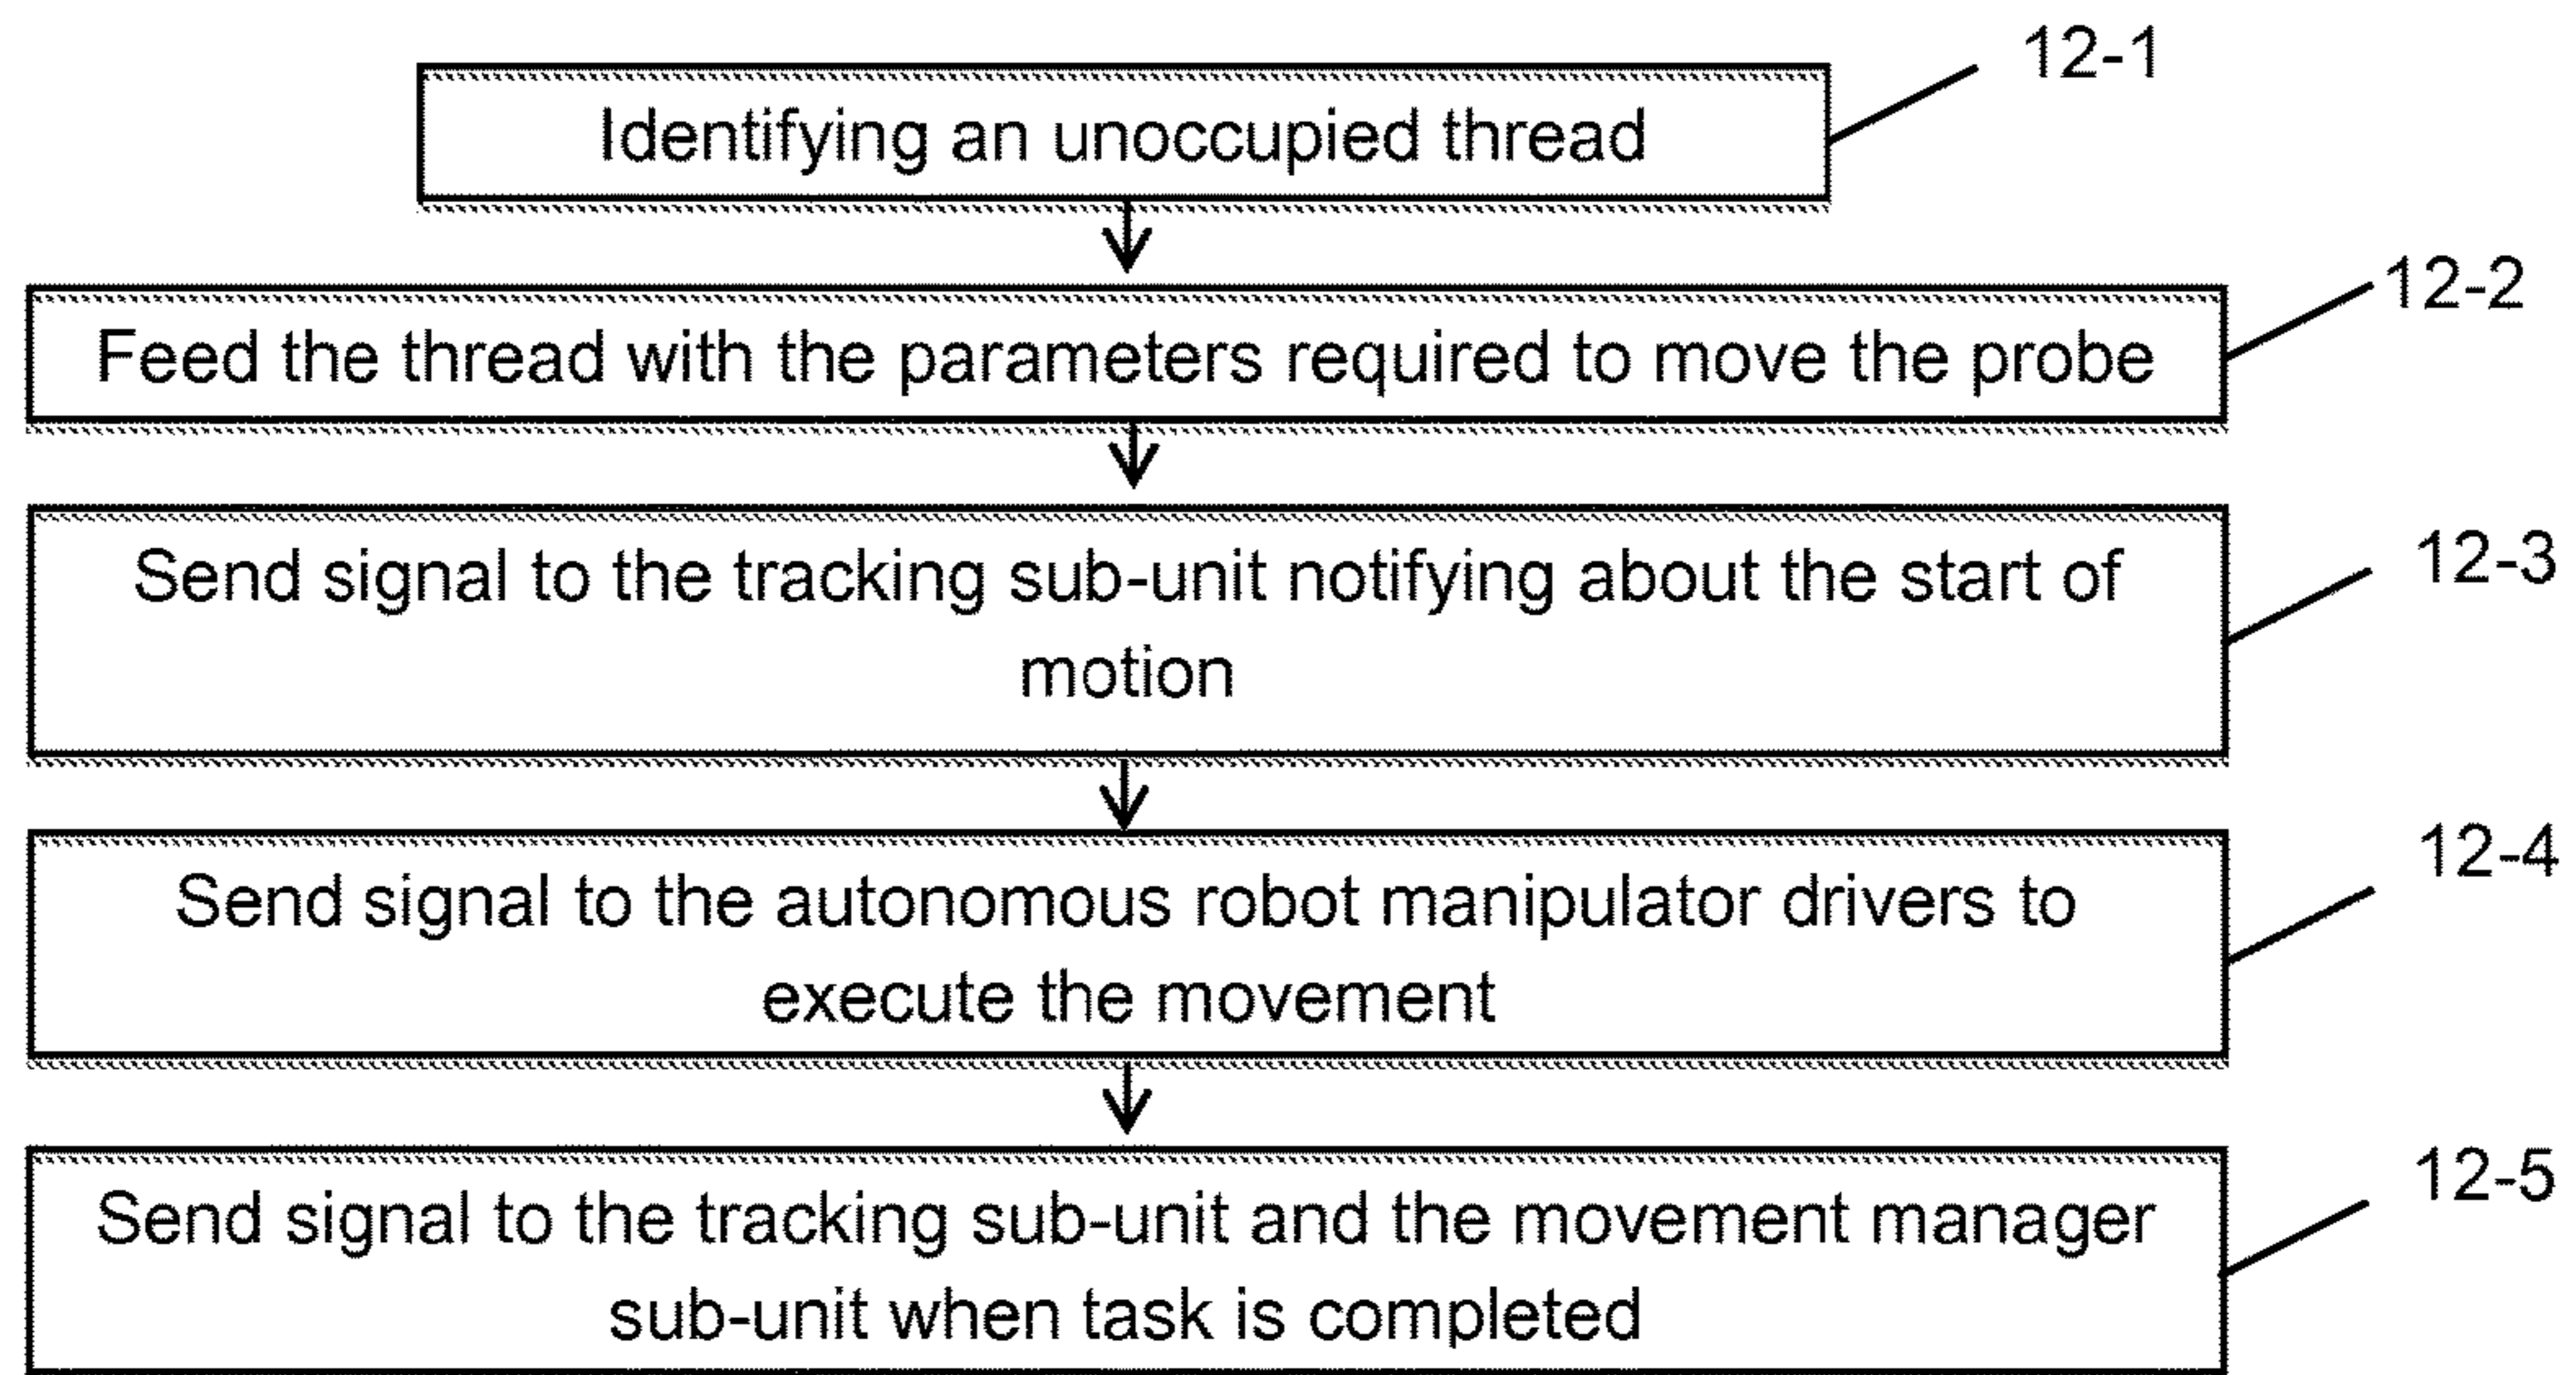 12-1
Identifying an unoccupied thread
12-2
Feed the thread with the parameters required to move the probe
12-3
Send signal to the tracking sub-unit notifying about the start of
motion
12-4
Send signal to the autonomous robot manipulator drivers to
execute the movement
12-5
Send signal to the tracking sub-unit and the movement manager
sub-unit when task is completed